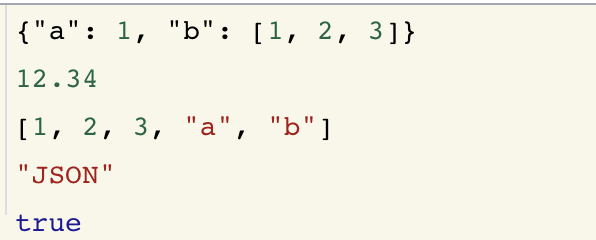 {"a": 1, "b": [1, 2, 3]}
12.34
[1, 2, 3, "a", "b"]
"JSON"
true